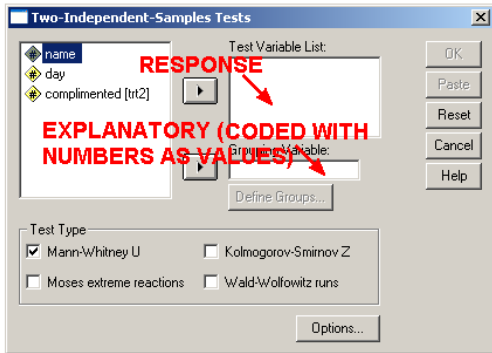 Two-Independent-Samples Tests
name
day
complimented [trt2]
Test Variable List:
RESPONSE
EXPLANATORY (CODED WITH
NUMBERS AS VALUES)
Grouping Variable:
Define Groups...
OK
Paste
Reset
Cancel
Help
Test Type
Mann-Whitney U
Kolmogorov-Smirnov Z
Moses extreme reactions
Wald-Wolfowitz runs
Options...